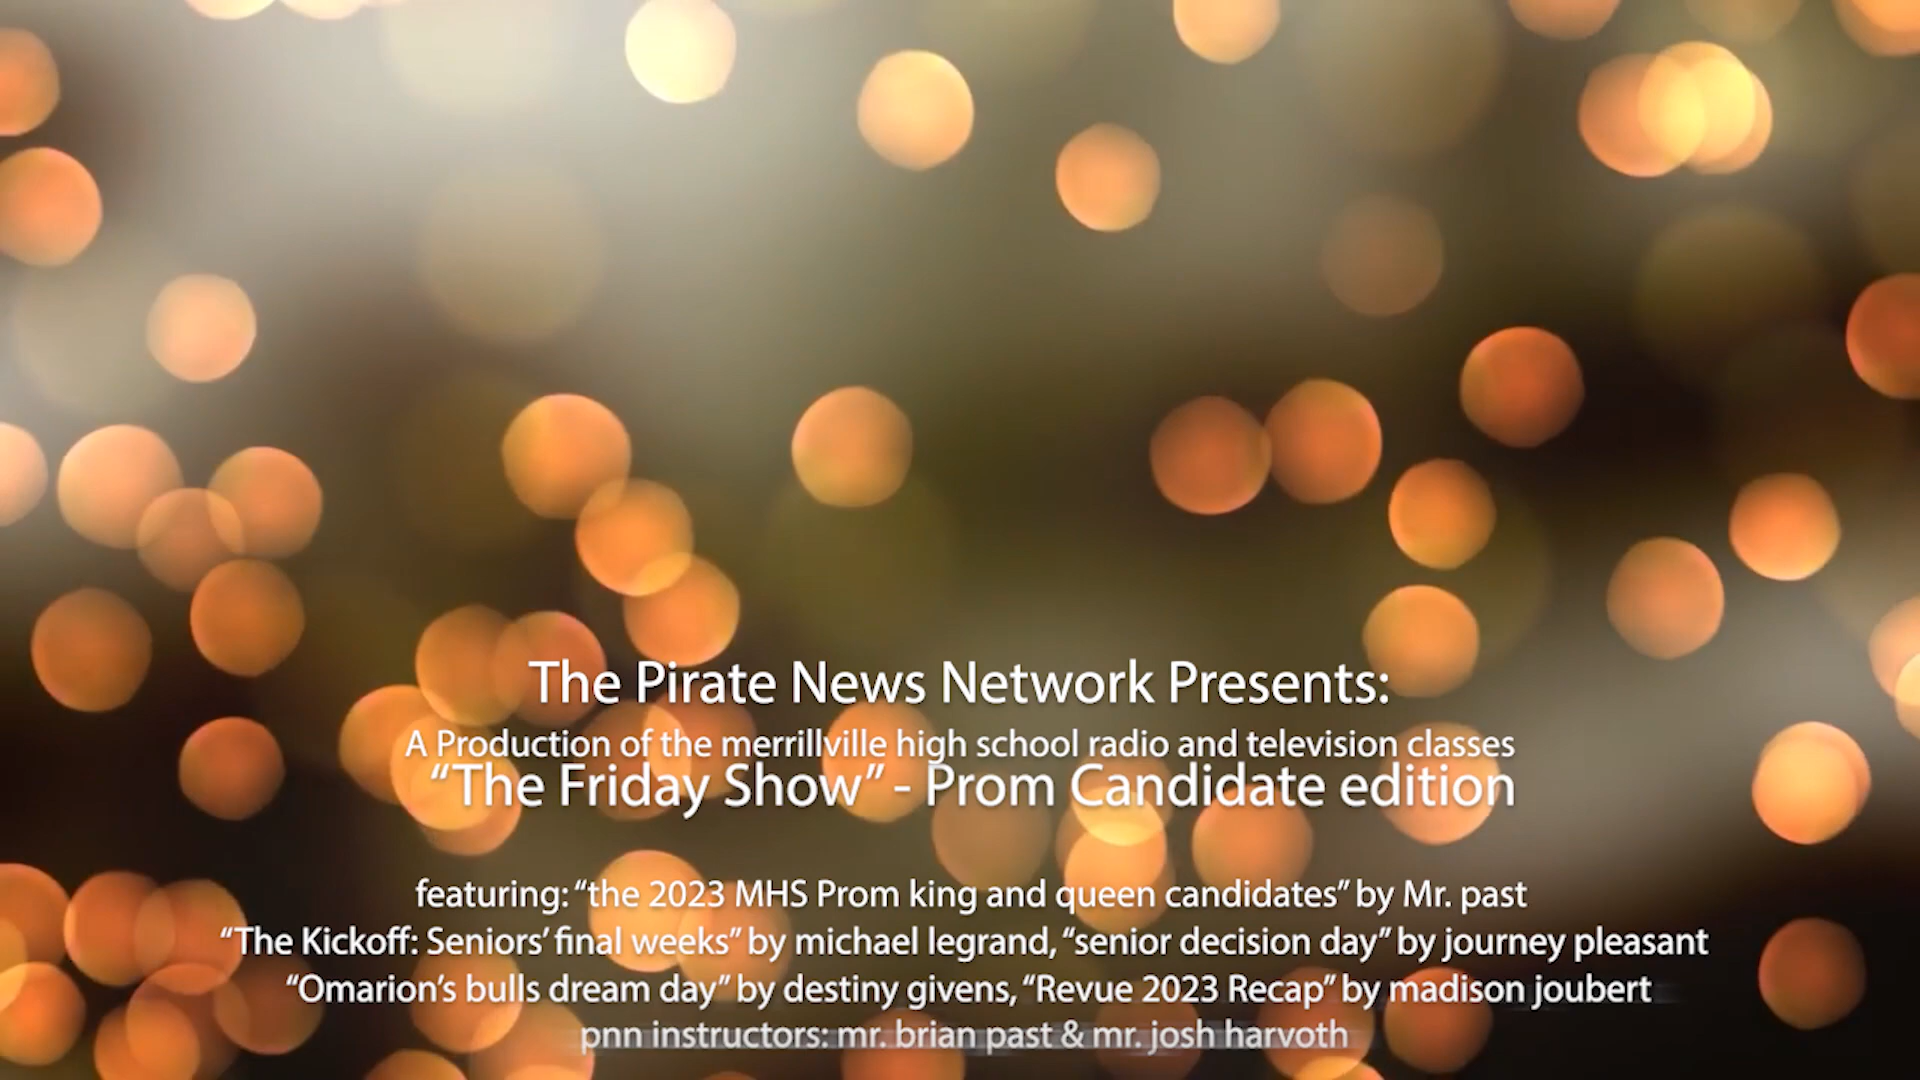 The Pirate News Network Presents:
A Production of the merrillville high school radio and television classes
“The Friday Show” - Prom Candidate edition
featuring: “the 2023 MHS Prom king and queen candidates” by Mr. past
“The Kickoff: Seniors’ final weeks” by michael legrand, “senior decision day” by journey pleasant
“Omarion’s bulls dream day” by destiny givens, “Revue 2023 Recap” by madison joubert
pnn instructors: mr. brian past & mr. josh harvoth